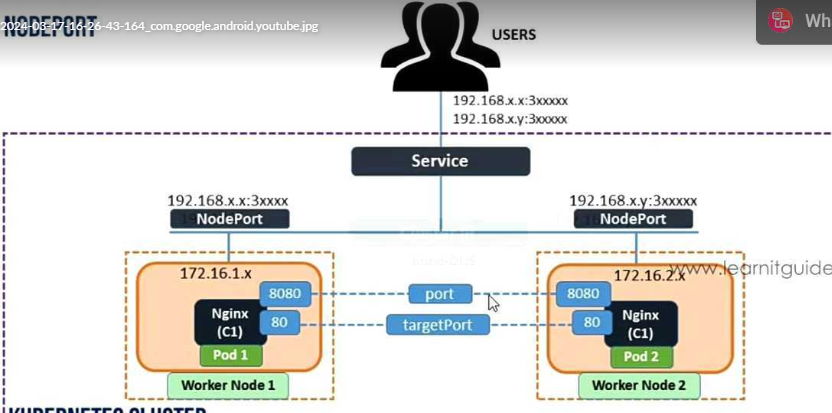 NODEPORT
2024-03-17-16-26-43-164_com.google.android.youtube.jpg
Wh
USERS
192.168.x.x:3xxxxx
192.168.x.y:3xxxxx
Service
192.168.x.x:3xxxx
192.168.x.y:3xxxxx
NodePort
NodePort
www.learnitguide
172.16.1.x
172.16.2.x
8080
port
8080
Nginx
(C1)
80
targetPort
80
Nginx
(C1)
Pod 1
Pod 2
Worker Node 1
Worker Node 2
KUBERNETES CLUSTER